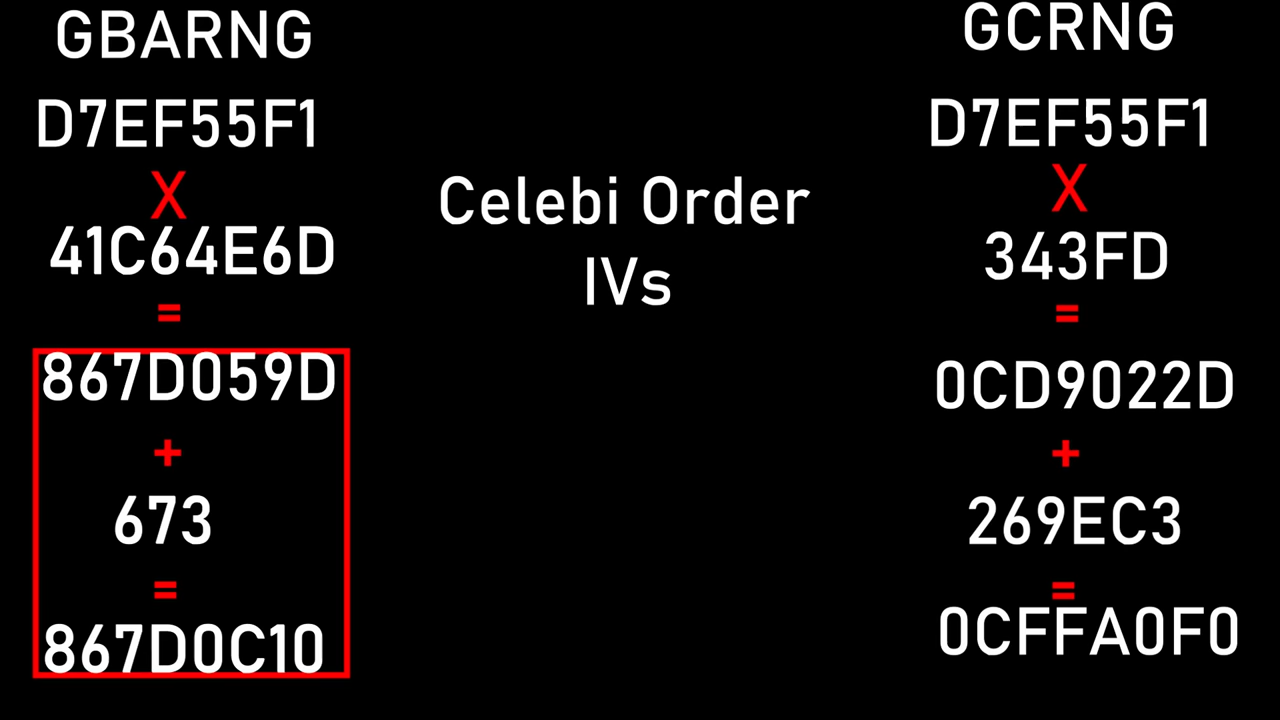 GBARNG
D7EF55F1
X
41C64E6D
=
867D059D
+
673
=
867D0C10
Celebi Order
IVs
GCRNG
D7EF55F1
X
343FD
=
0CD9022D
+
269EC3
=
0CFFA0F0